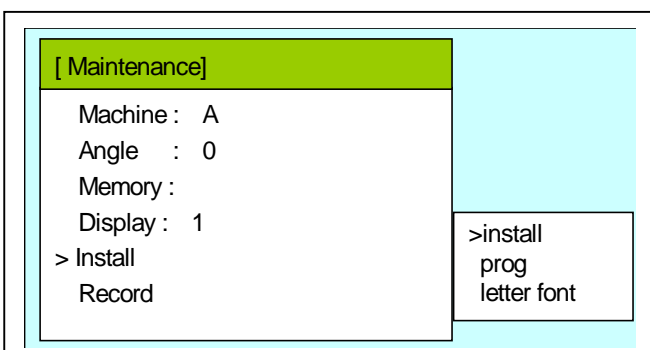 [ Maintenance]
Machine : A
Angle : 0
Memory :
Display : 1
> Install
Record
>install
prog
letter font